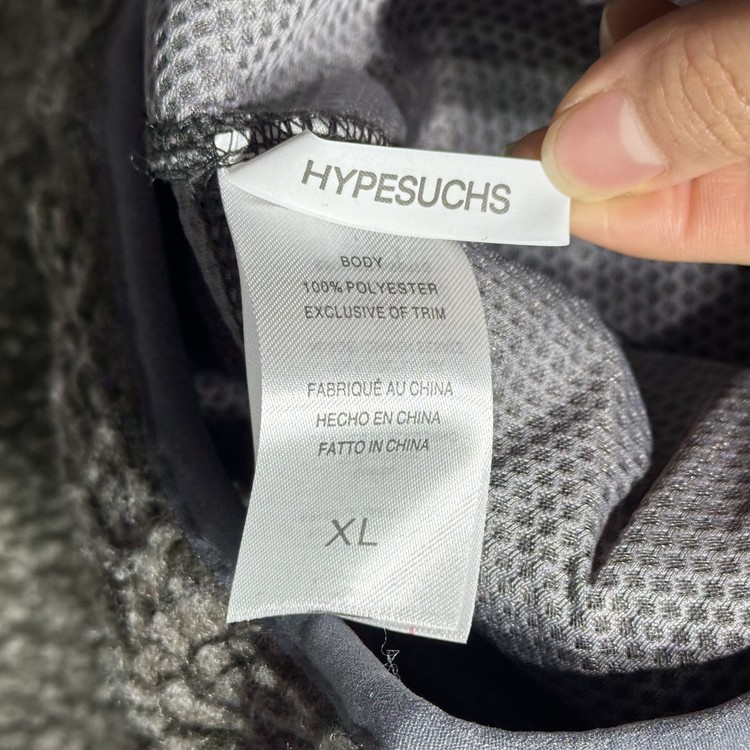 HYPESUCHS
BODY
100% POLYESTER
EXCLUSIVE OF TRIM
FABRIQUÉ AU CHINA
HECHO EN CHINA
FATTO IN CHINA
XL